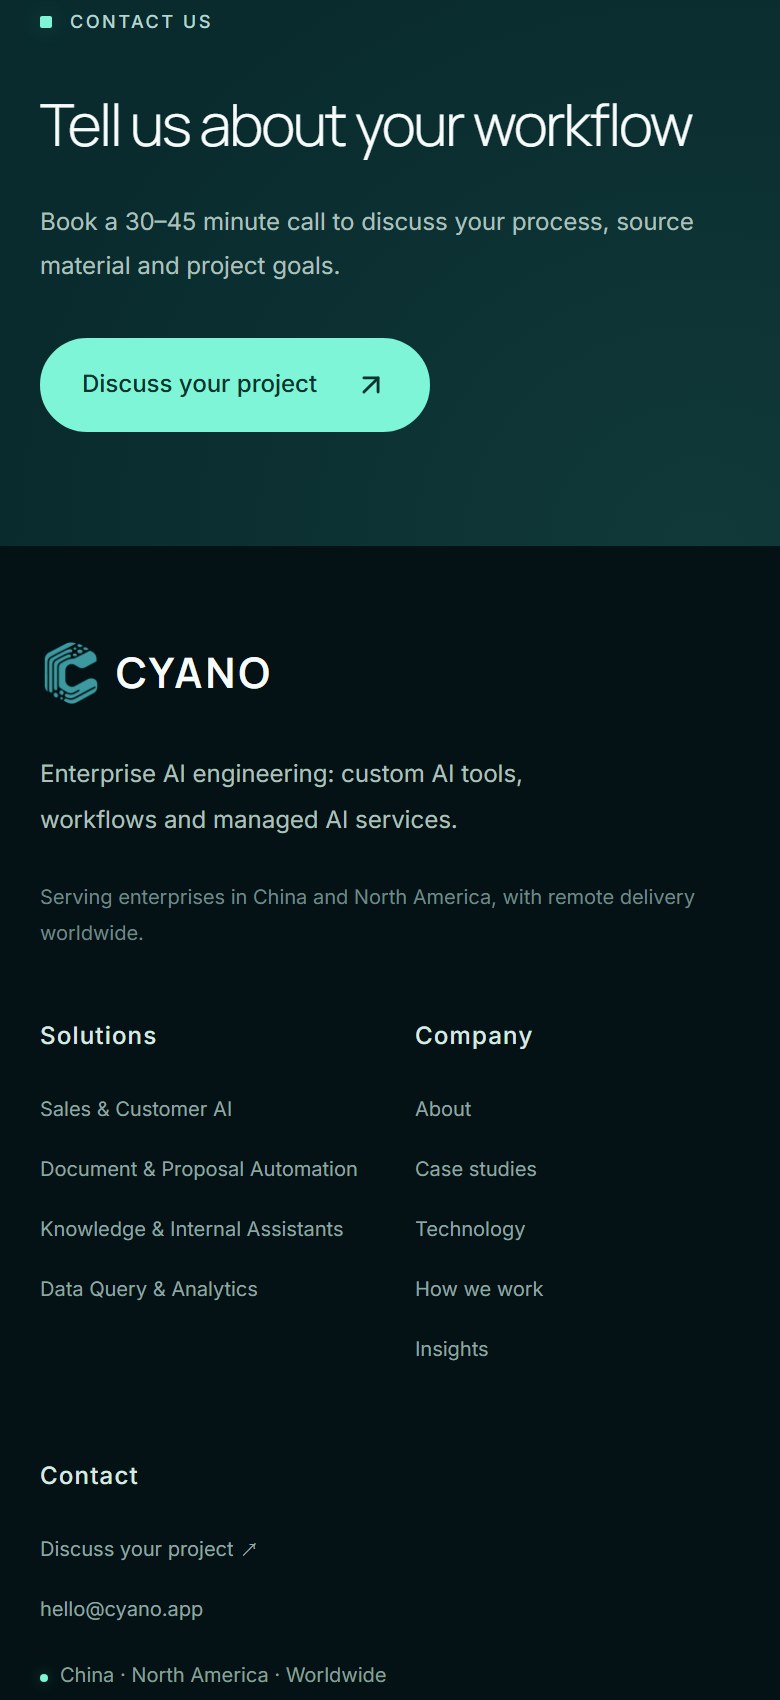 CONTACT US
Tell us about your workflow
Book a 30–45 minute call to discuss your process, source
material and project goals.
Discuss your project
CYANO
Enterprise AI engineering: custom AI tools,
workflows and managed AI services.
Serving enterprises in China and North America, with remote delivery
worldwide.
Solutions
Sales & Customer AI
Document & Proposal Automation
Knowledge & Internal Assistants
Data Query & Analytics
Company
About
Case studies
Technology
How we work
Insights
Contact
Discuss your project ↗
hello@cyano.app
China · North America · Worldwide